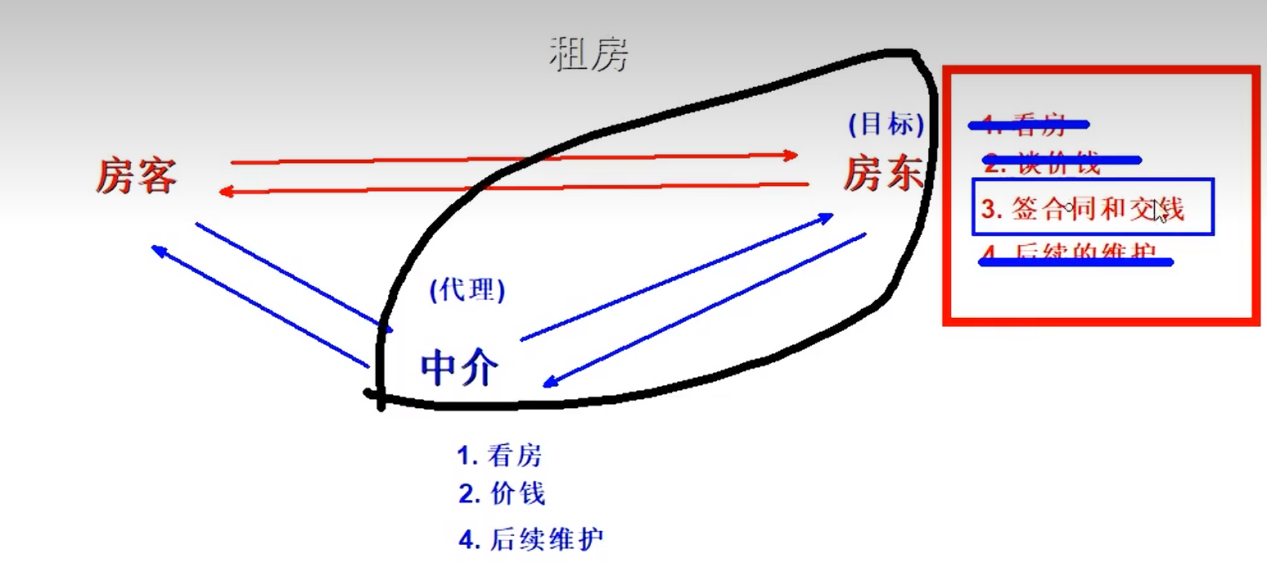 租房
(目标)
房客
房东
1. 看房
2. 谈价钱
3. 签合同和交钱
4. 后续的维护
(代理)
中介
1. 看房
2. 价钱
4. 后续维护